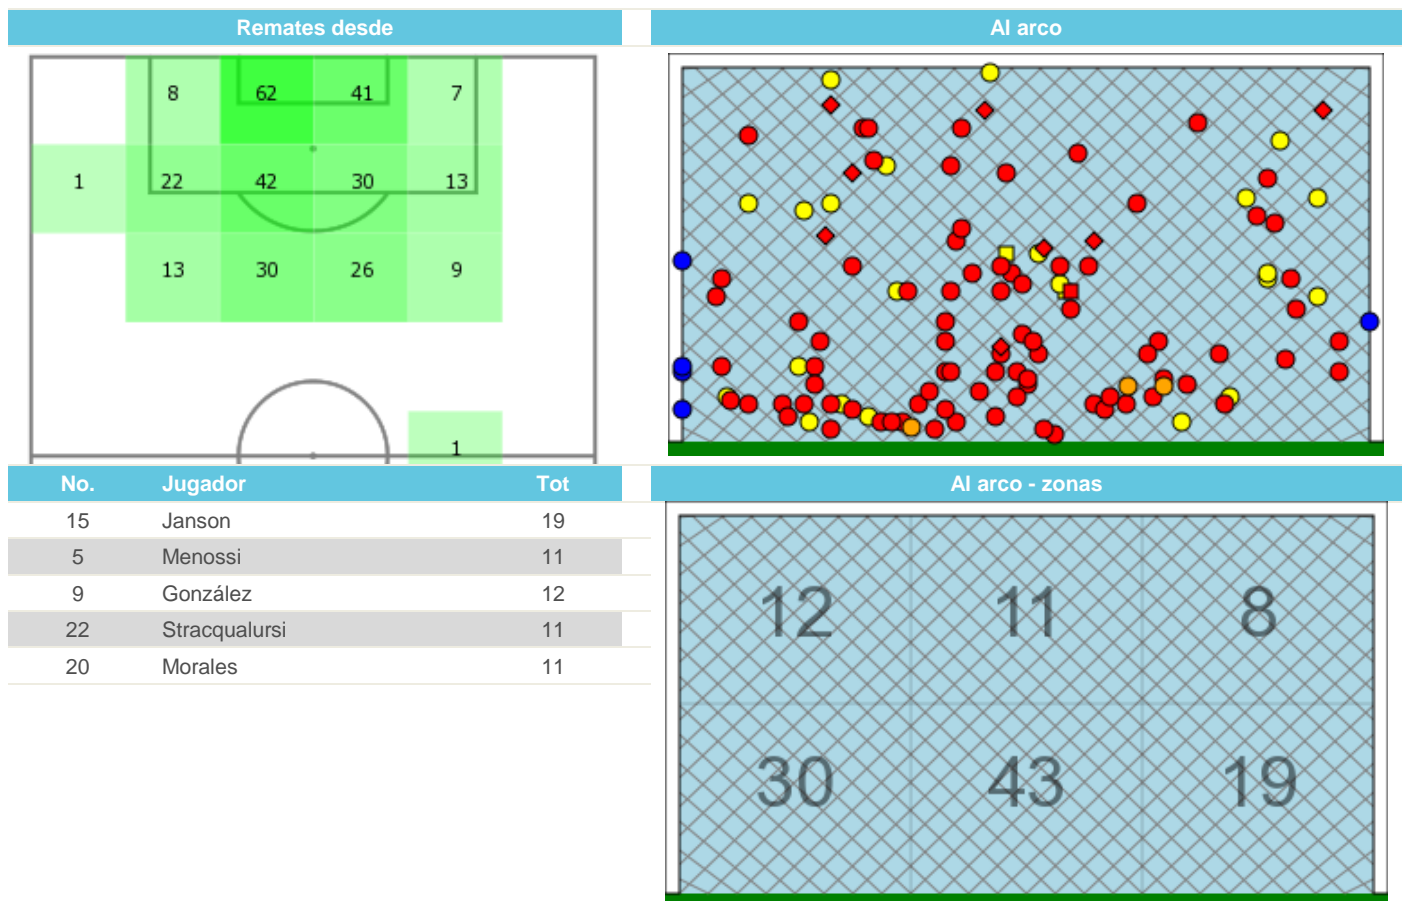 Remates desde
8 62 41 7
1 22 42 30 13
13 30 26 9
1
Al arco
No. Jugador Tot
15 Janson 19
5 Menossi 11
9 González 12
22 Stracqualursi 11
20 Morales 11
Al arco - zonas
12 11 8
30 43 19